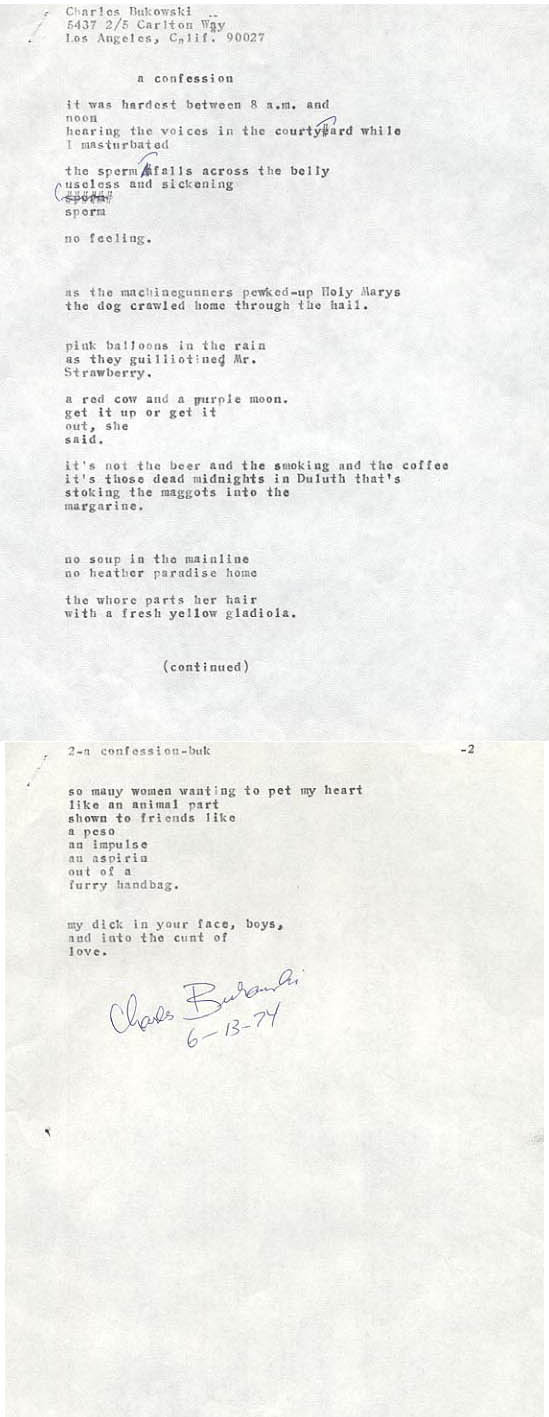 Charles Bukowski
5437 2/5 Carlton Way
Los Angeles, Calif. 90027
a confession
it was hardest between 8 a.m. and
noon
hearing the voices in the courtyard while
I masturbated
the sperm falls across the belly
useless and sickening
sperm
sperm
no feeling.
as the machinegunners pewked-up Holy Marys
the dog crawled home through the hail.
pink balloons in the rain
as they guilliotined Mr.
Strawberry.
a red cow and a purple moon.
get it up or get it
out, she
said.
it's not the beer and the smoking and the coffee
it's those dead midnights in Duluth that's
stoking the maggots into the
margarine.
no soup in the mainline
no heather paradise home
the whore parts her hair
with a fresh yellow gladiola.
(continued)
2-a confession-buk -2
so many women wanting to pet my heart
like an animal part
shown to friends like
a peso
an impulse
an aspirin
out of a
furry handbag.
my dick in your face, boys,
and into the cunt of
love.
Charles Bukowski
6-13-74